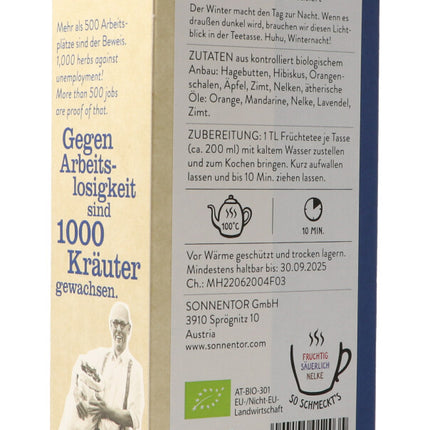 Mehr als 500 Arbeits-
plätze sind der Beweis.
1,000 herbs against
unemployment!
More than 500 jobs
are proof of that.
Gegen
Arbeits-
losigkeit
sind
1000
Kräuter
gewachsen.
Der Winter macht den Tag zur Nacht. Wenn es
draußen dunkel wird, brauchen wir diesen Licht-
blick in der Teetasse. Huhu, Winternacht!
ZUTATEN aus kontrolliert biologischem
Anbau: Hagebutten, Hibiskus, Orangen-
schalen, Äpfel, Zimt, Nelken, ätherische
Öle: Orange, Mandarine, Nelke, Lavendel,
Zimt.
ZUBEREITUNG: 1 TL Früchtetee je Tasse
(ca. 200 ml) mit kaltem Wasser zustellen
und zum Kochen bringen. Kurz aufwallen
lassen und bis 10 Min. ziehen lassen.
100°C
10 MIN.
Vor Wärme geschützt und trocken lagern.
Mindestens haltbar bis: 30.09.2025
Ch.: MH22062004F03
SONNENTOR GmbH
3910 Sprögnitz 10
Austria
www.sonnentor.com
FRUCHTIG
SÄUERLICH
NELKE
SO SCHMECKT'S
AT-BIO-301
EU-/Nicht-EU-
Landwirtschaft